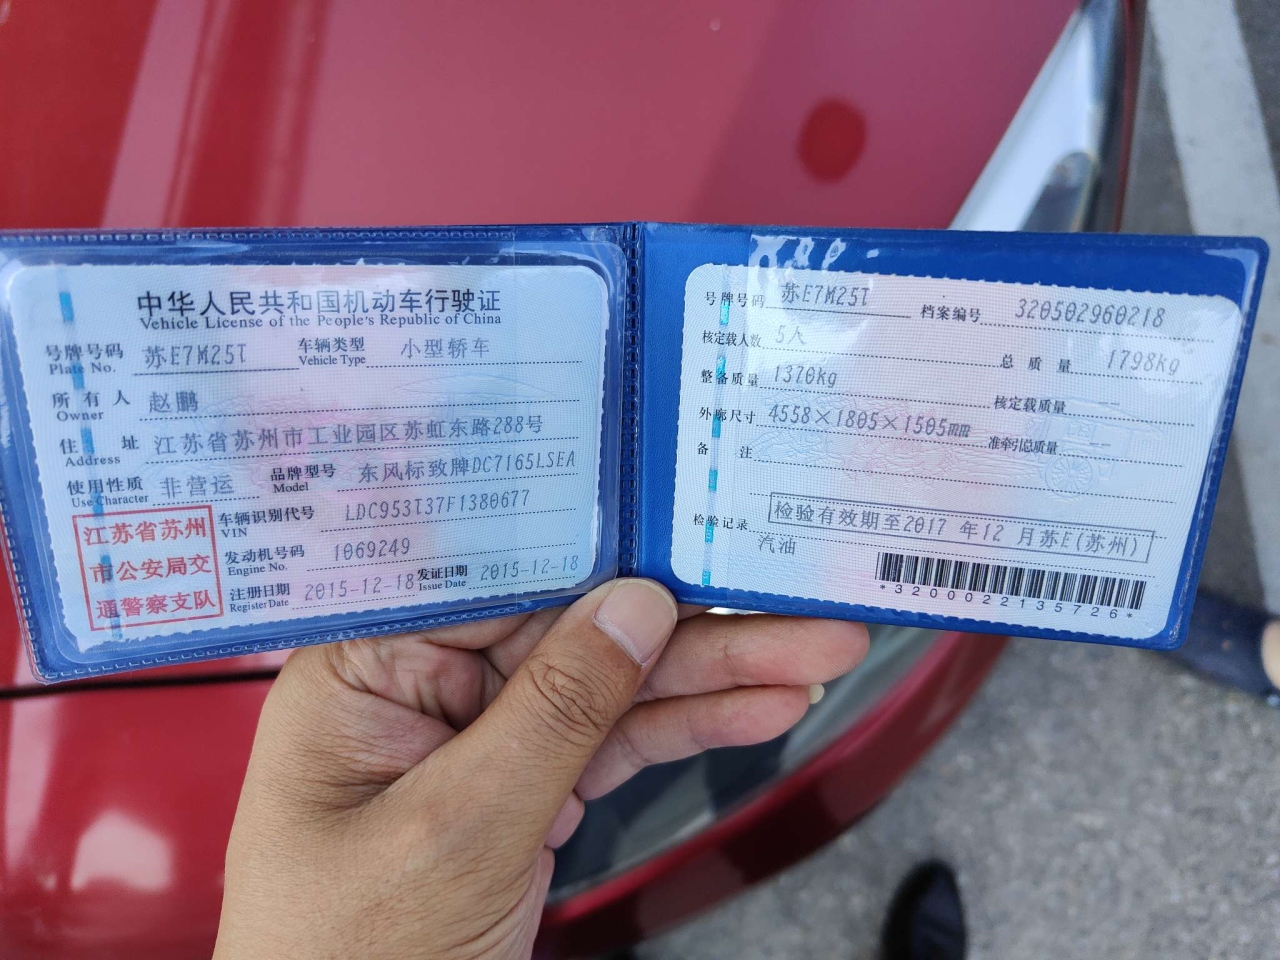 中华人民共和国机动车行驶证
Vehicle License of the People's Republic of China
号牌号码 苏E7M25T 车辆类型 小型轿车
Plate No. Vehicle Type
所有人 赵鹏
Owner
住址 江苏省苏州市工业园区苏虹东路288号
Address
使用性质 非营运 品牌型号 东风标致牌DC7165LSEA
Use Character Model
江苏省苏州
市公安局交
通警察支队
车辆识别代号 LDC953T37F1380677
VIN
发动机号码 1069249
Engine No.
注册日期 2015-12-18 发证日期 2015-12-18
Register Date Issue Date
号牌号码 苏E7M25T 档案编号 320502960218
核定载人数 5人 总质量 1798kg
整备质量 1370kg 核定载质量 --
外廓尺寸 4558×1805×1505mm 准牵引总质量 --
备注
检验记录 检验有效期至2017 年12 月苏E(苏州)
汽油
*3200022135726*